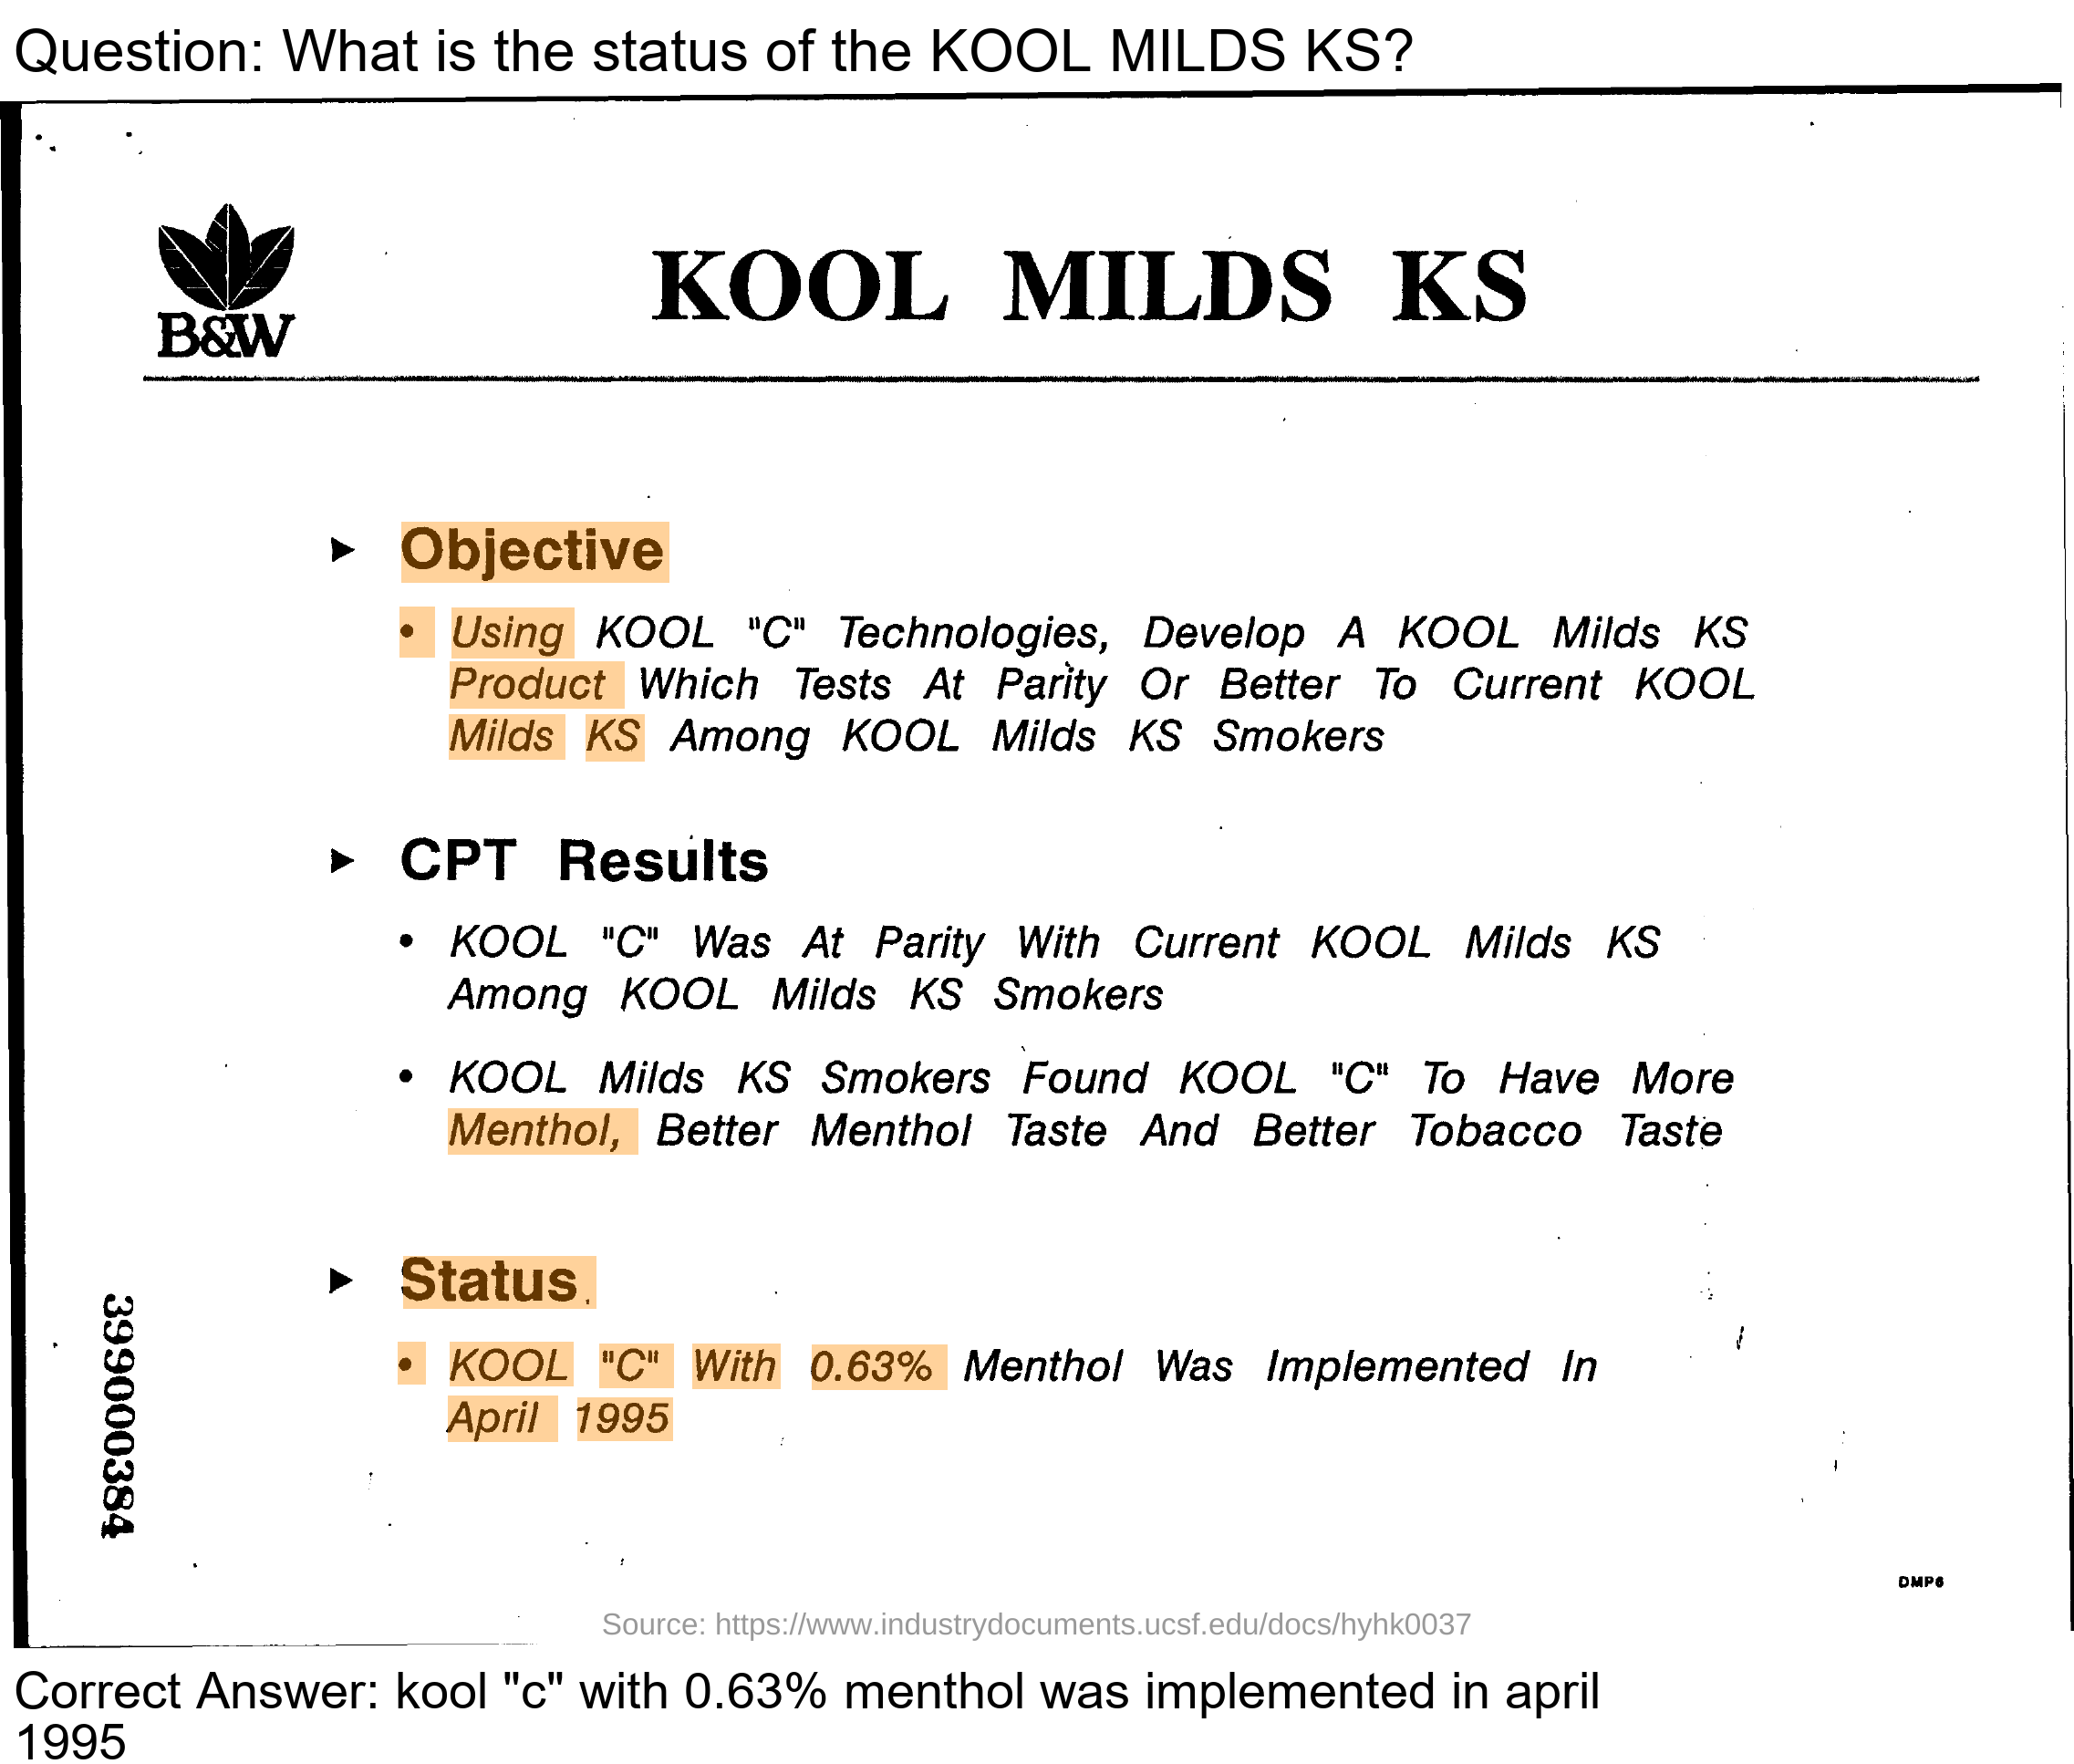 Question: What is the status of the KOOL MILDS KS?
B&W
KOOL MILDS KS
► Objective
• Using KOOL "C" Technologies, Develop A KOOL Milds KS
Product Which Tests At Parity Or Better To Current KOOL
Milds KS Among KOOL Milds KS Smokers
► CPT Results
• KOOL "C" Was At Parity With Current KOOL Milds KS
Among KOOL Milds KS Smokers
• KOOL Milds KS Smokers Found KOOL "C" To Have More
Menthol, Better Menthol Taste And Better Tobacco Taste
► Status
• KOOL "C" With 0.63% Menthol Was Implemented In
April 1995
399000384
DMP6
Source: https://www.industrydocuments.ucsf.edu/docs/hyhk0037
Correct Answer: kool "c" with 0.63% menthol was implemented in april
1995